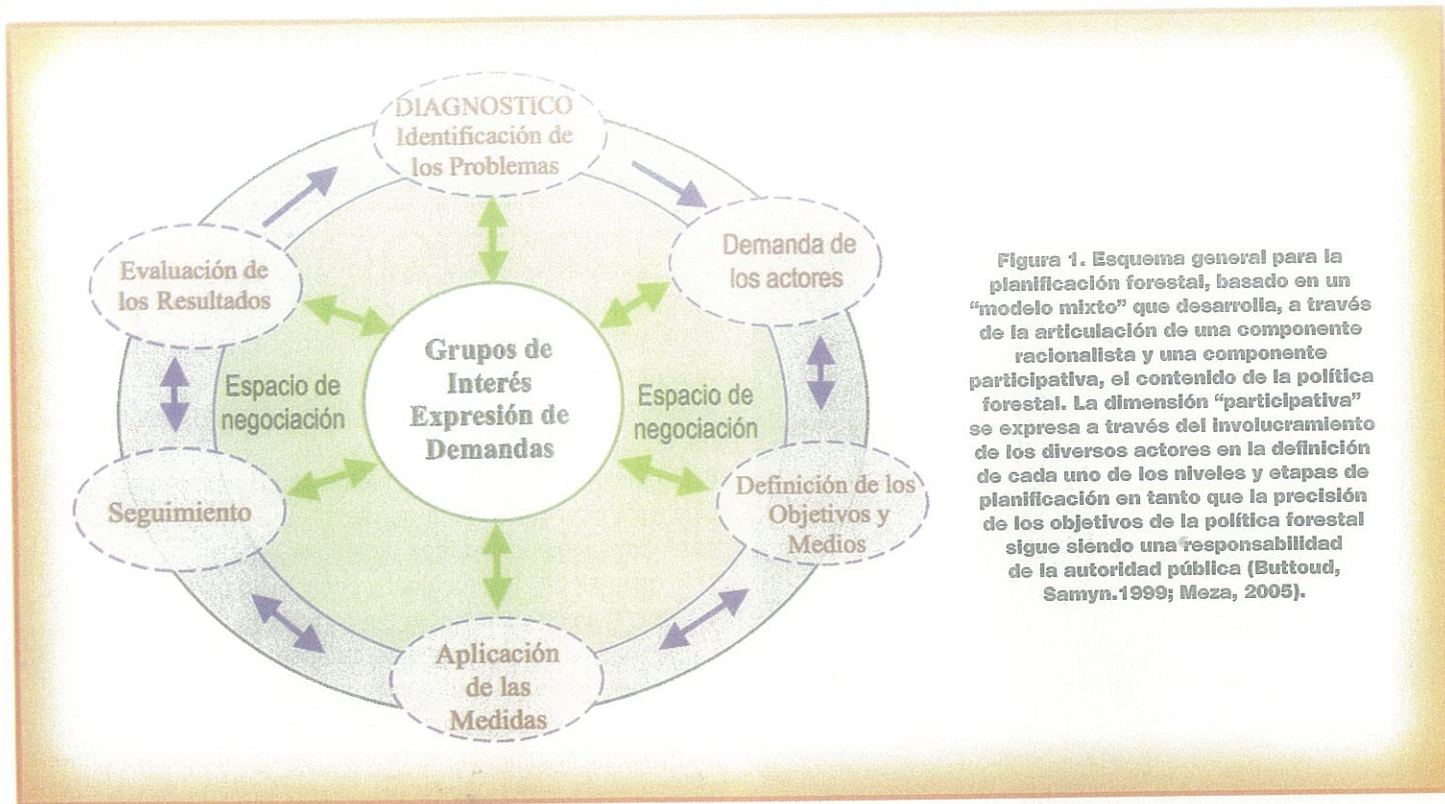 DIAGNOSTICO
Identificación de
los Problemas
Demanda de
los actores
Definición de los
Objetivos y
Medios
Aplicación
de las
Medidas
Seguimiento
Evaluación de
los Resultados
Espacio de
negociación
Grupos de
Interés
Expresión de
Demandas
Espacio de
negociación
Figura 1. Esquema general para la
planificación forestal, basado en un
“modelo mixto” que desarrolla, a través
de la articulación de una componente
racionalista y una componente
participativa, el contenido de la política
forestal. La dimensión “participativa”
se expresa a través del involucramiento
de los diversos actores en la definición
de cada uno de los niveles y etapas de
planificación en tanto que la precisión
de los objetivos de la política forestal
sigue siendo una responsabilidad
de la autoridad pública (Buttoud,
Samyn.1999; Meza, 2005).